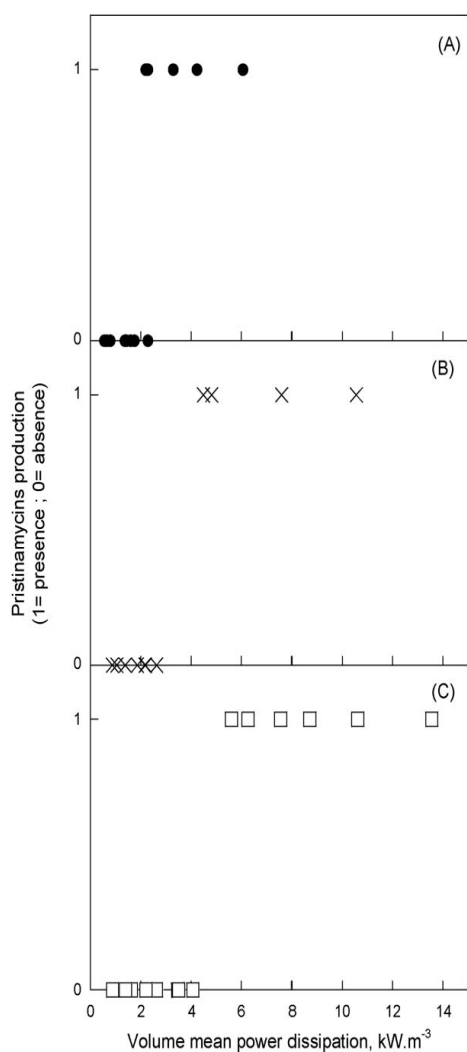 (A)
1
0
(B)
1
0
(C)
1
0
0 2 4 6 8 10 12 14
Pristinamycins production
(1= presence ; 0= absence)
Volume mean power dissipation, kW.m⁻³